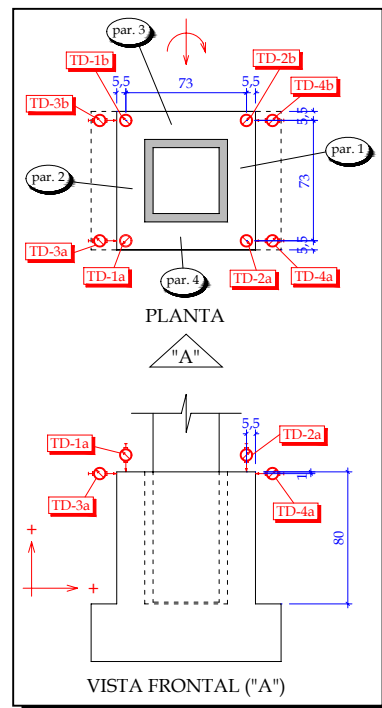 par. 3
TD-1b
TD-2b
5,5
73
5,5
TD-3b
TD-4b
5,5
par. 1
par. 2
73
TD-3a
TD-4a
5,5
TD-1a
par. 4
TD-2a
PLANTA
"A"
5,5
TD-1a
TD-2a
TD-3a
1
TD-4a
+
80
+
VISTA FRONTAL ("A")